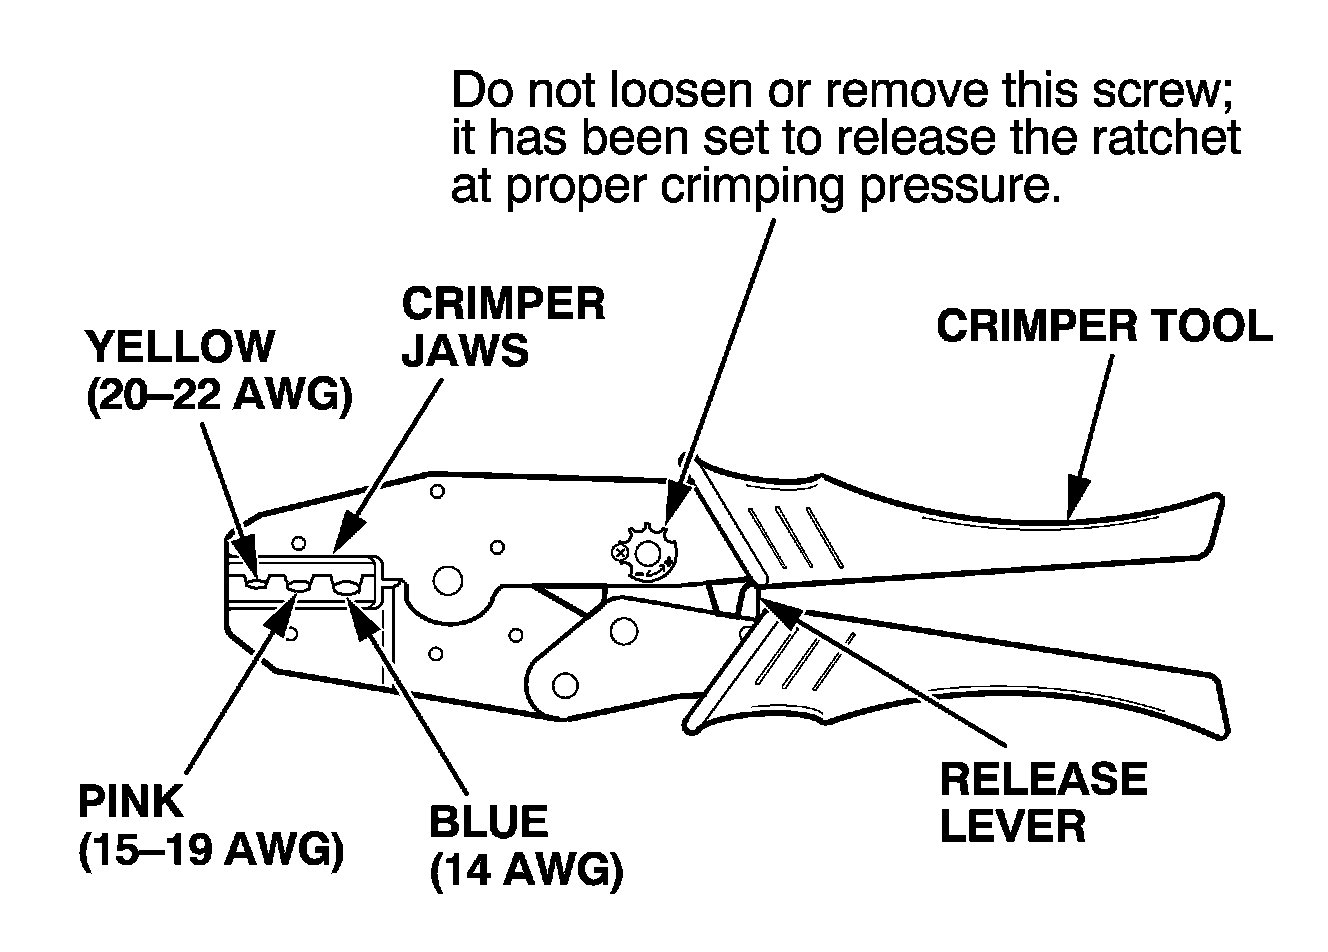 Do not loosen or remove this screw;
it has been set to release the ratchet
at proper crimping pressure.
CRIMPER
JAWS
YELLOW
(20–22 AWG)
CRIMPER TOOL
PINK
(15–19 AWG)
BLUE
(14 AWG)
RELEASE
LEVER